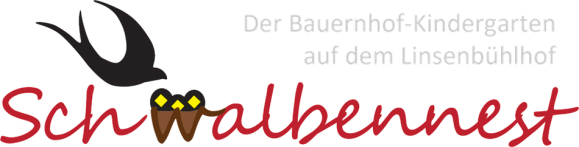 Der Bauernhof-Kindergarten
auf dem Linsenbühlhof
Schwalbennest